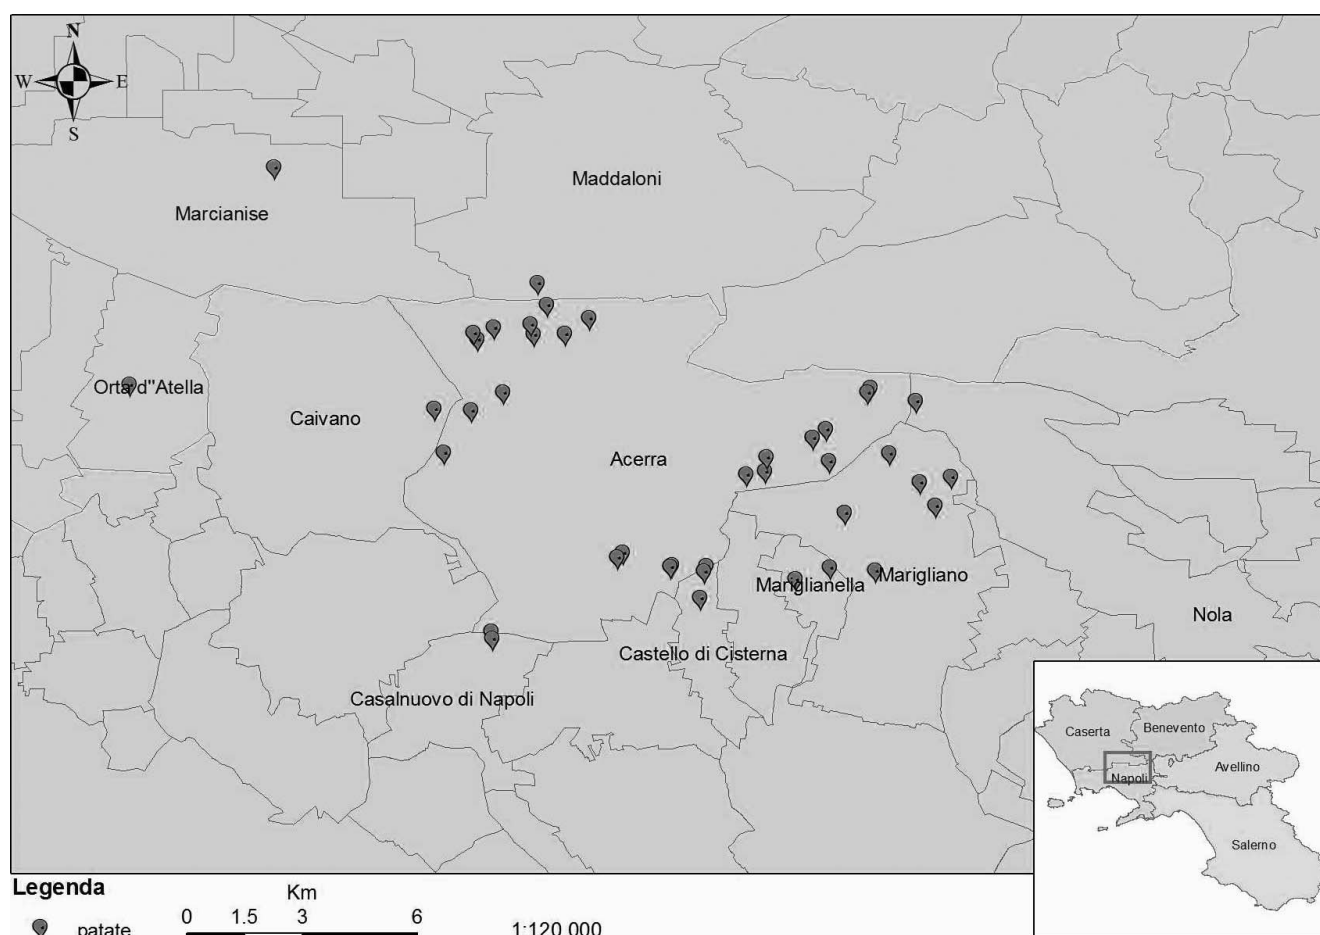 N
W E
S
Maddaloni
Marcianise
Orta d''Atella
Caivano
Acerra
Mariglianella
Marigliano
Nola
Castello di Cisterna
Casalnuovo di Napoli
Benevento
Caserta
Avellino
Napoli
Salerno
Legenda
Km
patate
0 1.5 3 6
1:120.000